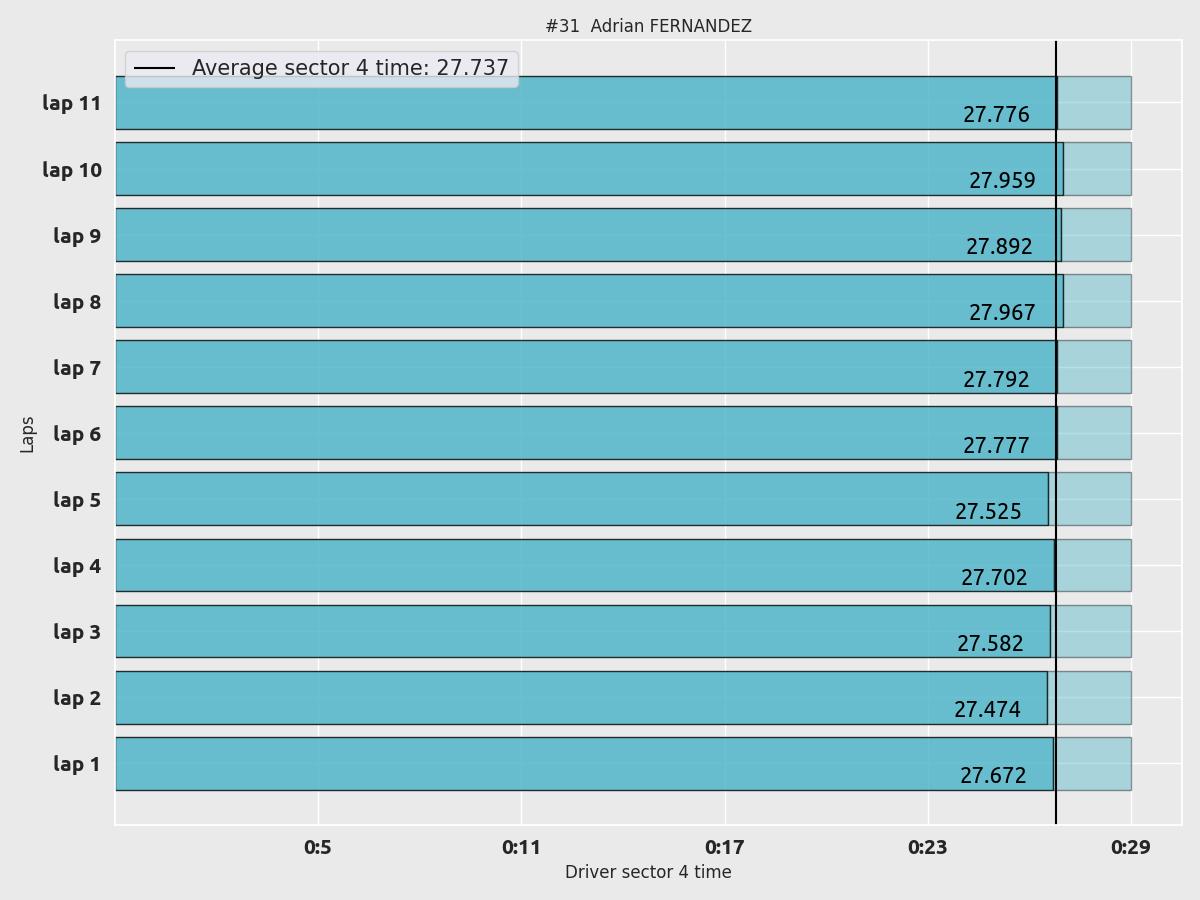 #31 Adrian FERNANDEZ
Average sector 4 time: 27.737
lap 11
27.776
lap 10
27.959
lap 9
27.892
lap 8
27.967
lap 7
27.792
lap 6
27.777
lap 5
27.525
lap 4
27.702
lap 3
27.582
lap 2
27.474
lap 1
27.672
Laps
0:5 0:11 0:17 0:23 0:29
Driver sector 4 time